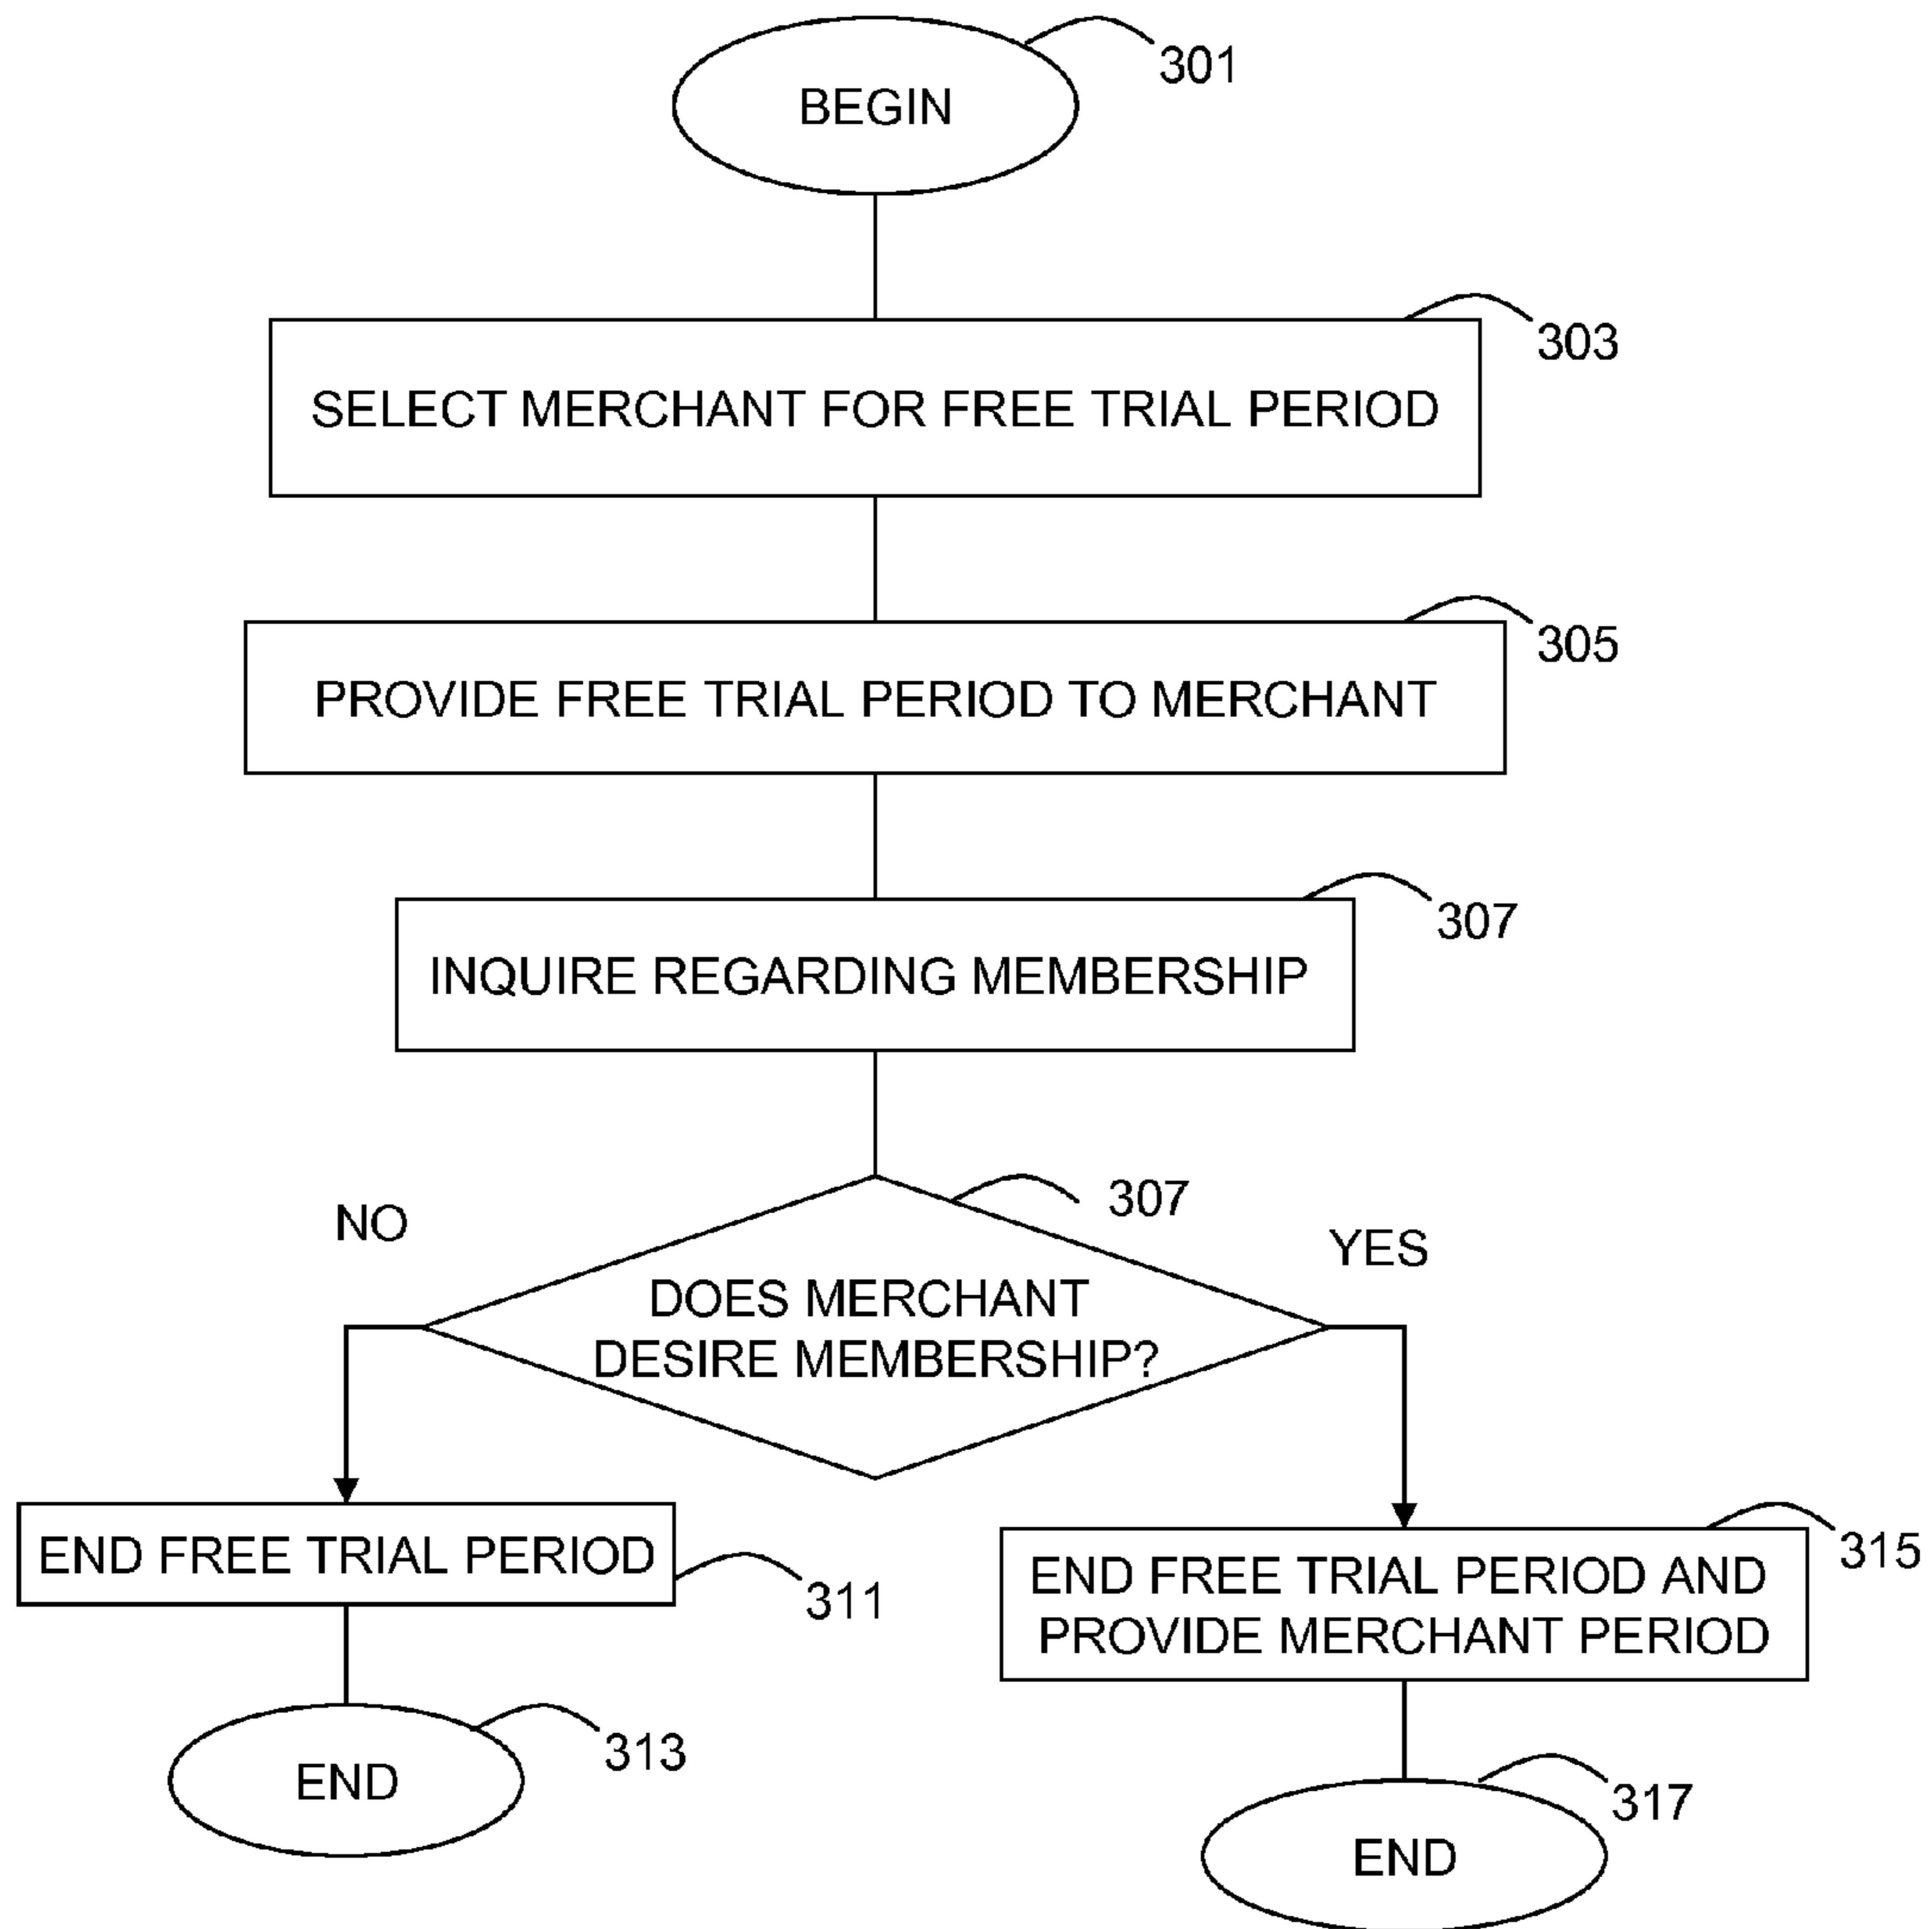 BEGIN
301
SELECT MERCHANT FOR FREE TRIAL PERIOD
303
PROVIDE FREE TRIAL PERIOD TO MERCHANT
305
INQUIRE REGARDING MEMBERSHIP
307
DOES MERCHANT
DESIRE MEMBERSHIP?
307
NO
YES
END FREE TRIAL PERIOD
311
END
313
END FREE TRIAL PERIOD AND
PROVIDE MERCHANT PERIOD
315
END
317